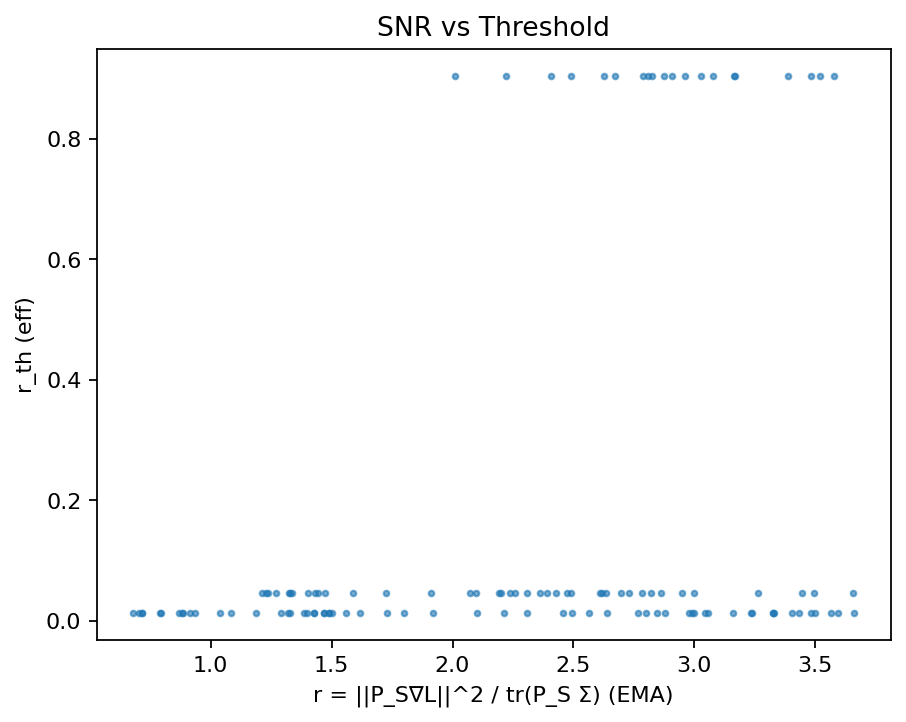 SNR vs Threshold
r_th (eff)
0.8
0.6
0.4
0.2
0.0
1.0 1.5 2.0 2.5 3.0 3.5
r = ||P_S∇L||^2 / tr(P_S Σ) (EMA)